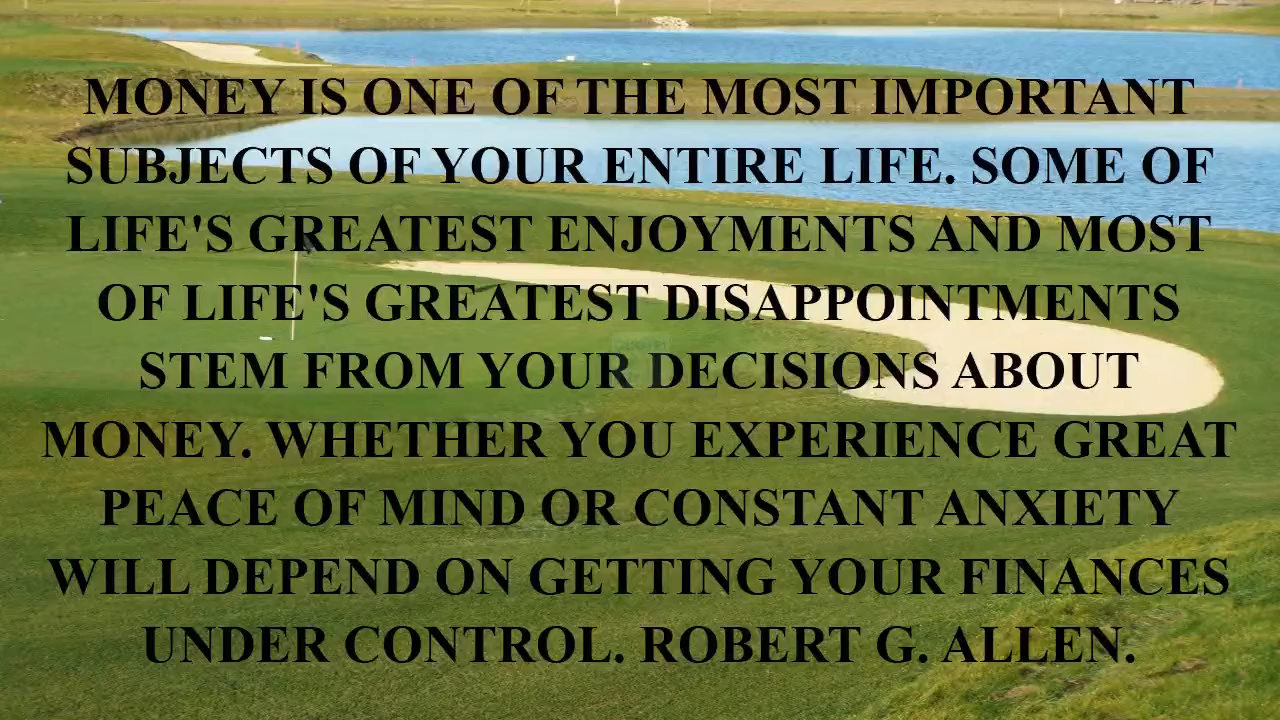 MONEY IS ONE OF THE MOST IMPORTANT
SUBJECTS OF YOUR ENTIRE LIFE. SOME OF
LIFE'S GREATEST ENJOYMENTS AND MOST
OF LIFE'S GREATEST DISAPPOINTMENTS
STEM FROM YOUR DECISIONS ABOUT
MONEY. WHETHER YOU EXPERIENCE GREAT
PEACE OF MIND OR CONSTANT ANXIETY
WILL DEPEND ON GETTING YOUR FINANCES
UNDER CONTROL. ROBERT G. ALLEN.